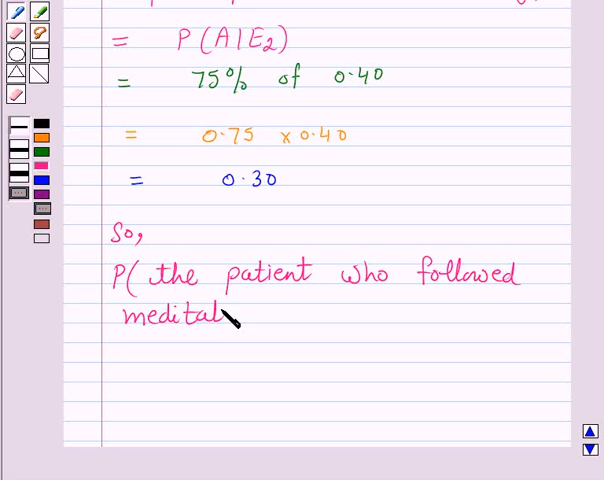 = P(A|E₂)
= 75% of 0.40
= 0.75 x 0.40
= 0.30
So,
P( the patient who followed
medital